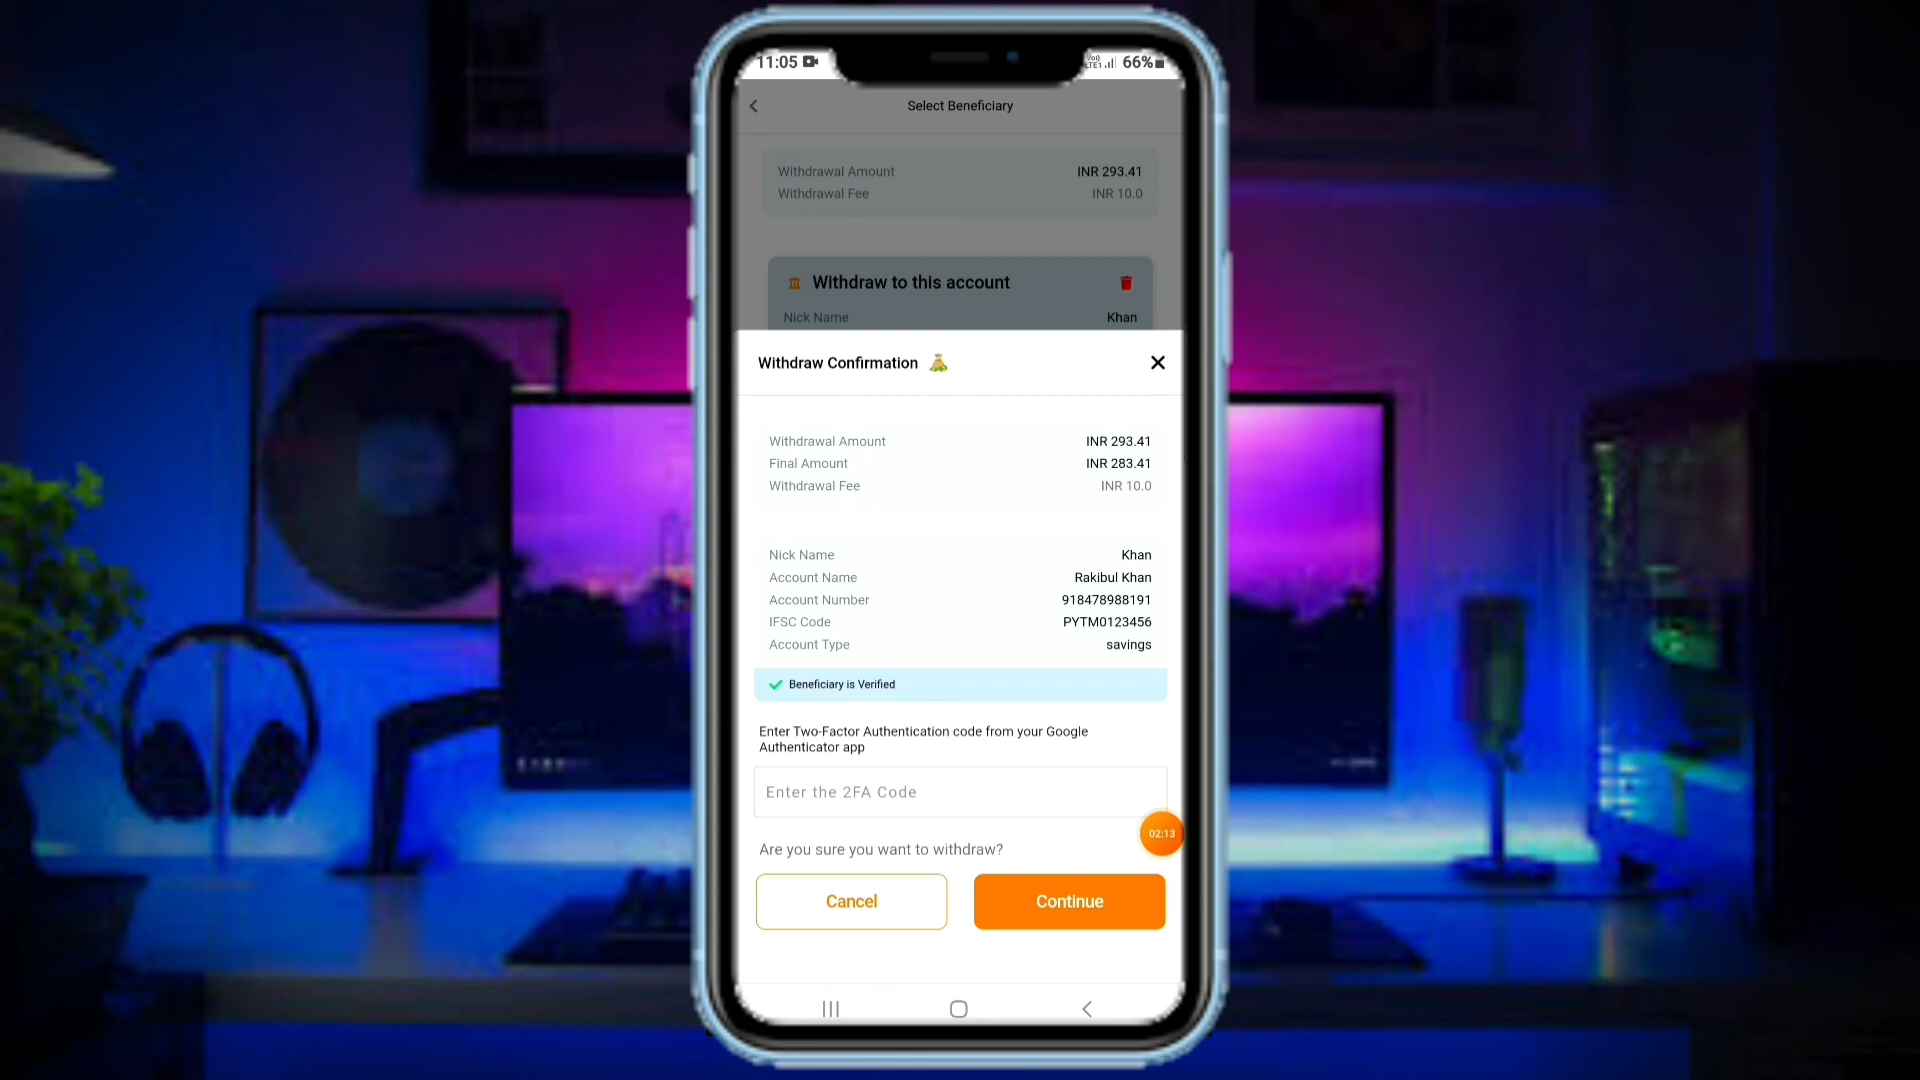 11:05
66%
Select Beneficiary
Withdrawal Amount INR 293.41
Withdrawal Fee INR 10.0
Withdraw to this account
Nick Name Khan
Withdraw Confirmation
Withdrawal Amount INR 293.41
Final Amount INR 283.41
Withdrawal Fee INR 10.0
Nick Name Khan
Account Name Rakibul Khan
Account Number 918478988191
IFSC Code PYTM0123456
Account Type savings
Beneficiary is Verified
Enter Two-Factor Authentication code from your Google
Authenticator app
Enter the 2FA Code
02:13
Are you sure you want to withdraw?
Cancel Continue